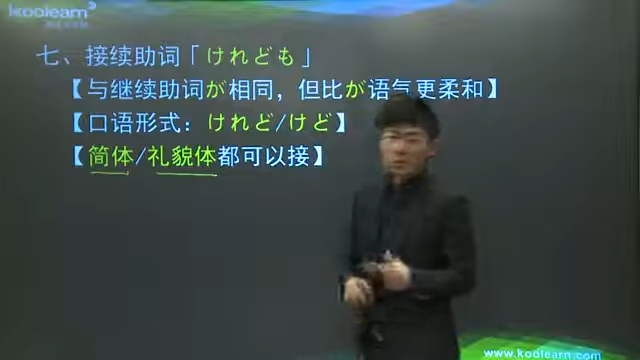 koolearn
七、接续助词「けれども」
【与继续助词が相同，但比が语气更柔和】
【口语形式：けれど/けど】
【简体/礼貌体都可以接】
www.koolearn.com